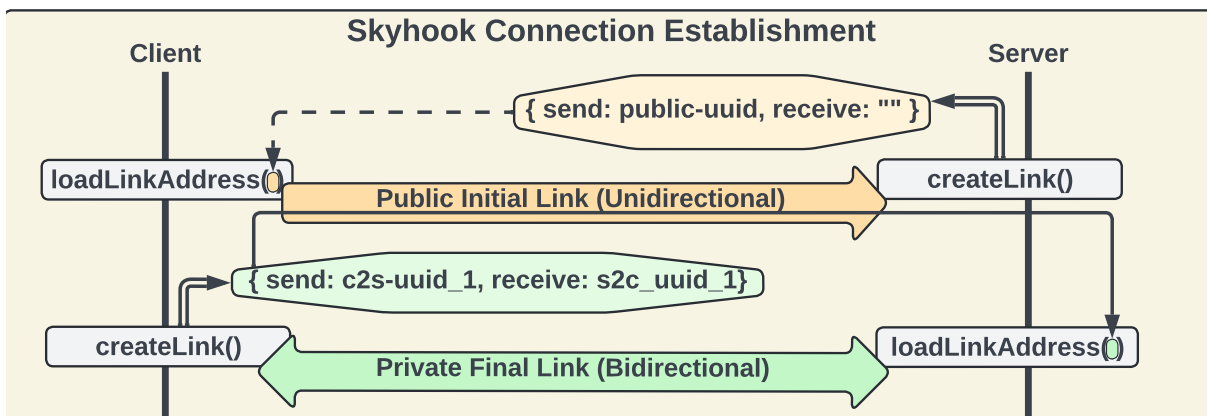 Skyhook Connection Establishment
Client
Server
{ send: public-uuid, receive: "" }
loadLinkAddress()
createLink()
Public Initial Link (Unidirectional)
{ send: c2s-uuid_1, receive: s2c_uuid_1}
createLink()
loadLinkAddress()
Private Final Link (Bidirectional)